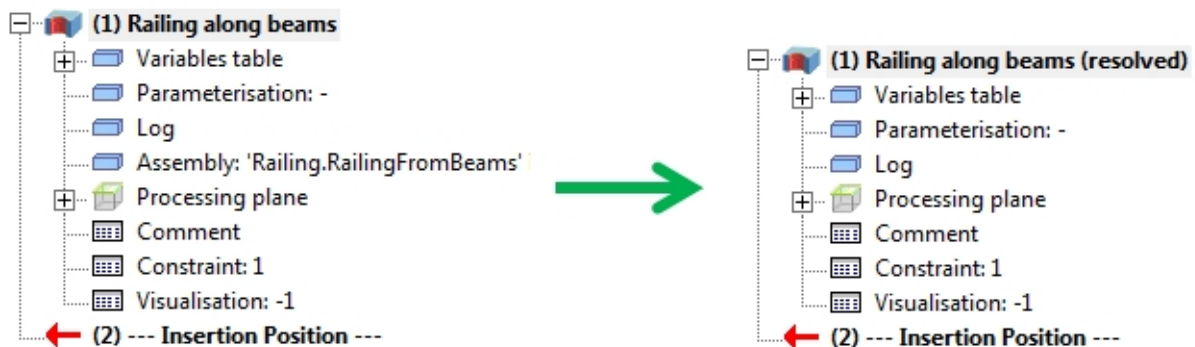 (1) Railing along beams
Variables table
Parameterisation: -
Log
Assembly: 'Railing.RailingFromBeams'
Processing plane
Comment
Constraint: 1
Visualisation: -1
(2) --- Insertion Position ---
(1) Railing along beams (resolved)
Variables table
Parameterisation: -
Log
Processing plane
Comment
Constraint: 1
Visualisation: -1
(2) --- Insertion Position ---